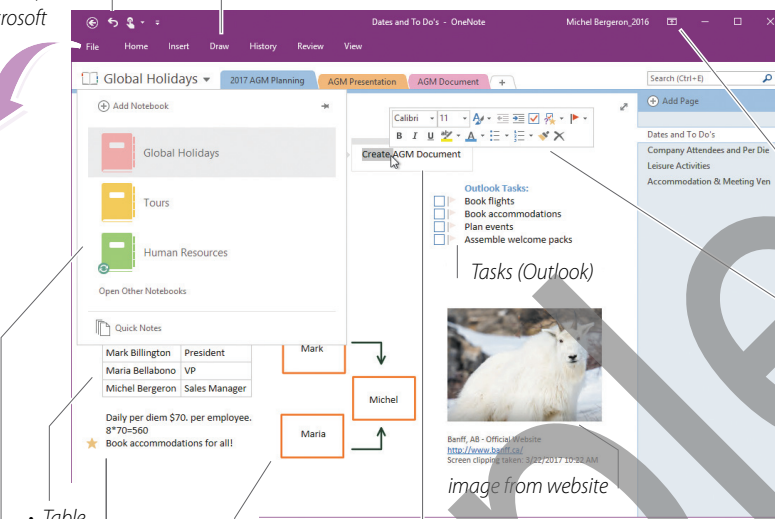 rosoft
Dates and To Do's - OneNote
Michel Bergeron_2016
File Home Insert Draw History Review View
Global Holidays
2017 AGM Planning
AGM Presentation
AGM Document
+
Search (Ctrl+E)
Add Notebook
Global Holidays
Tours
Human Resources
Open Other Notebooks
Quick Notes
Calibri 11
B I U A
Create AGM Document
Add Page
Dates and To Do's
Company Attendees and Per Die
Leisure Activities
Accommodation & Meeting Ven
Outlook Tasks:
Book flights
Book accommodations
Plan events
Assemble welcome packs
Tasks (Outlook)
Mark Billington President
Maria Bellabono VP
Michel Bergeron Sales Manager
Mark
Michel
Maria
Daily per diem $70. per employee.
8*70=560
Book accommodations for all!
Banff, AB - Official Website
http://www.banff.ca/
Screen clipping taken: 3/22/2017 10:22 AM
image from website
• Table